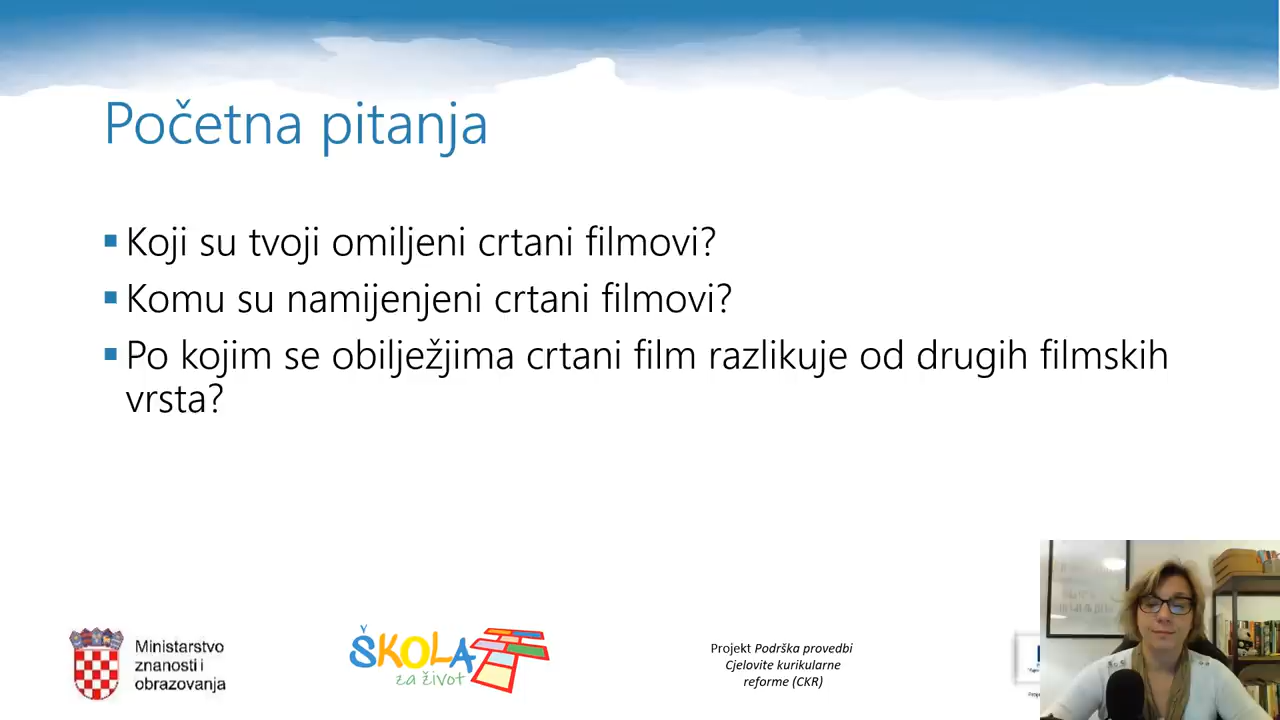 Početna pitanja
Koji su tvoji omiljeni crtani filmovi?
Komu su namijenjeni crtani filmovi?
Po kojim se obilježjima crtani film razlikuje od drugih filmskih
vrsta?
Ministarstvo
znanosti i
obrazovanja
ŠKOLA
za život
Projekt Podrška provedbi
Cjelovite kurikularne
reforme (CKR)